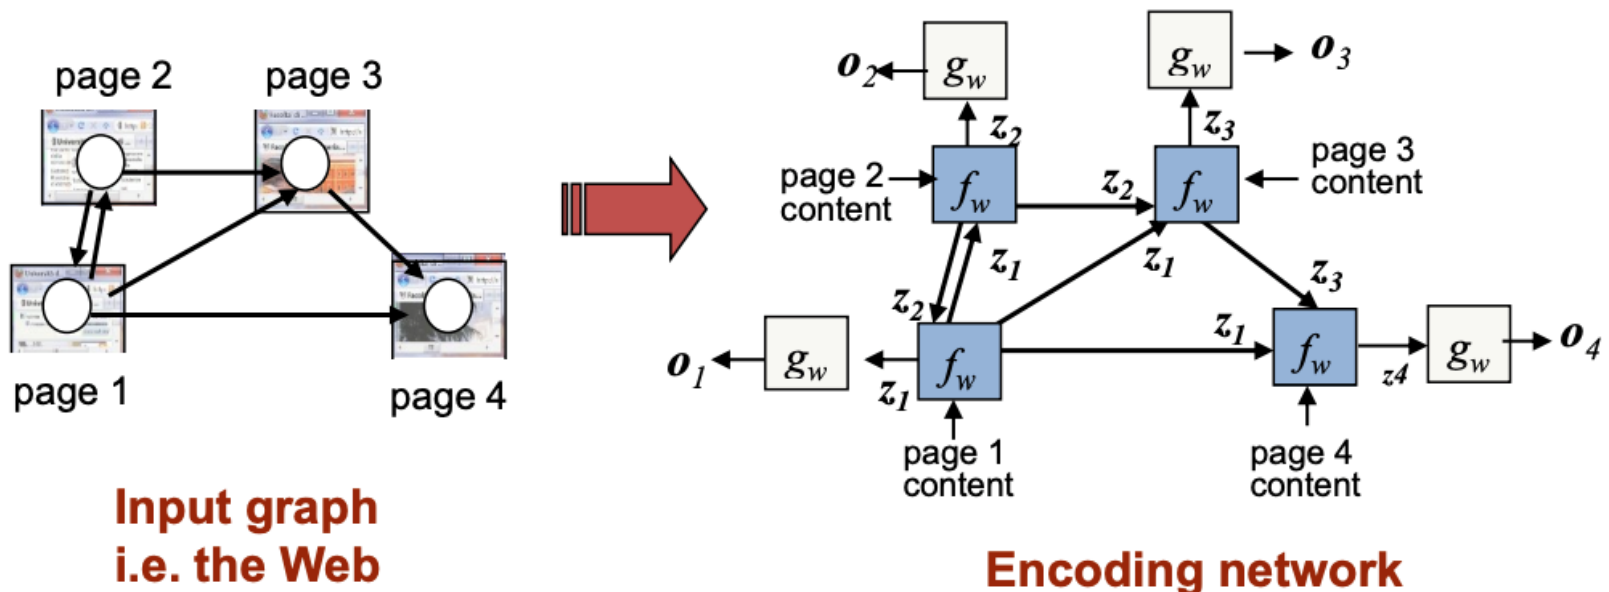 page 2
page 3
page 1
page 4
Input graph
i.e. the Web
o2
gw
gw
o3
z2
z3
page 2
content
fw
z2
fw
page 3
content
z1
z1
z2
z3
o1
gw
z1
fw
z1
fw
z4
gw
o4
page 1
content
page 4
content
Encoding network